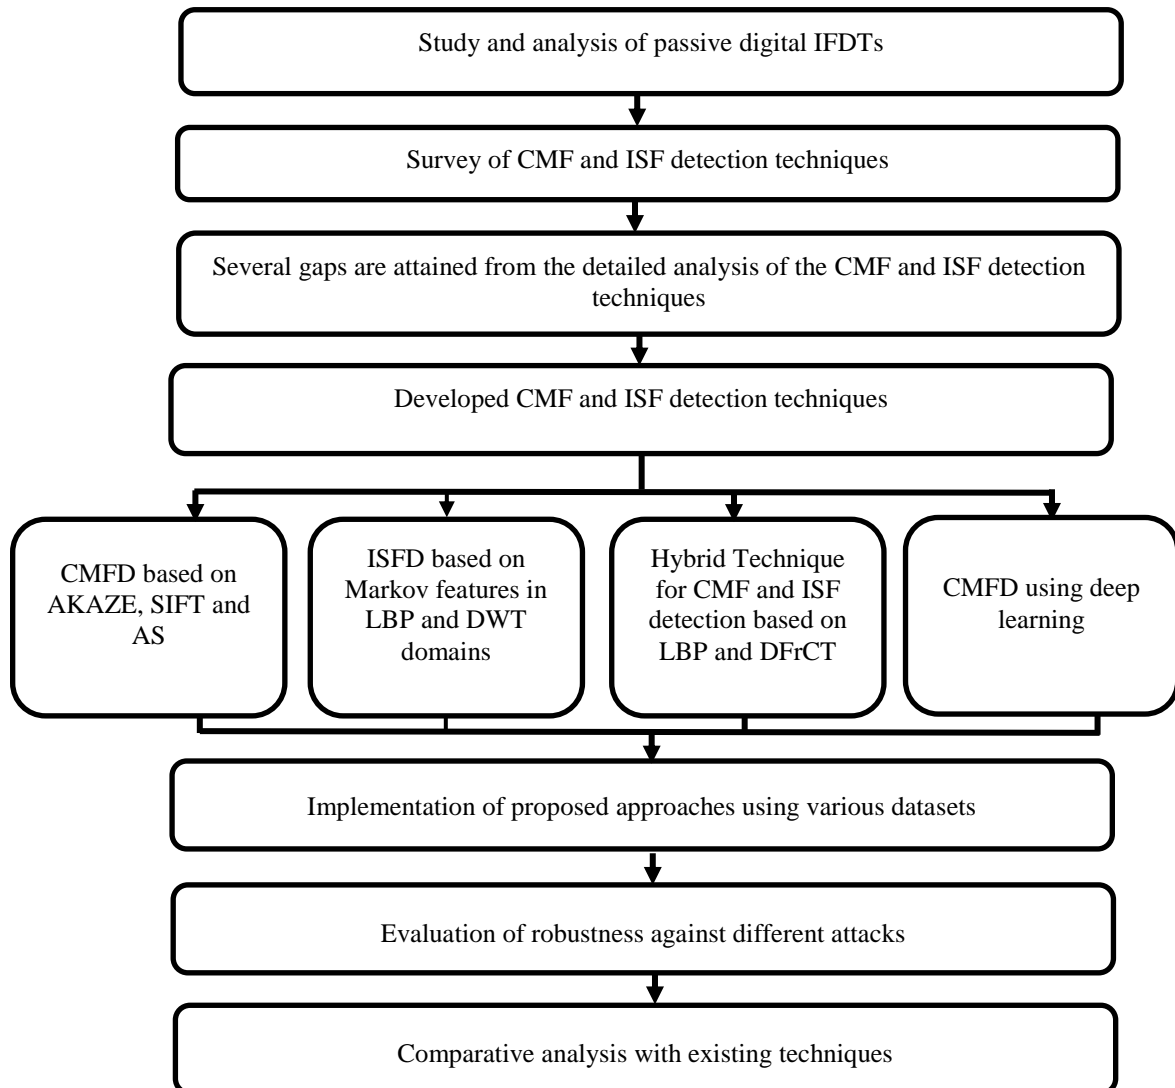 Study and analysis of passive digital IFDTs
Survey of CMF and ISF detection techniques
Several gaps are attained from the detailed analysis of the CMF and ISF detection
techniques
Developed CMF and ISF detection techniques
CMFD based on
AKAZE, SIFT and
AS
ISFD based on
Markov features in
LBP and DWT
domains
Hybrid Technique
for CMF and ISF
detection based on
LBP and DFrCT
CMFD using deep
learning
Implementation of proposed approaches using various datasets
Evaluation of robustness against different attacks
Comparative analysis with existing techniques